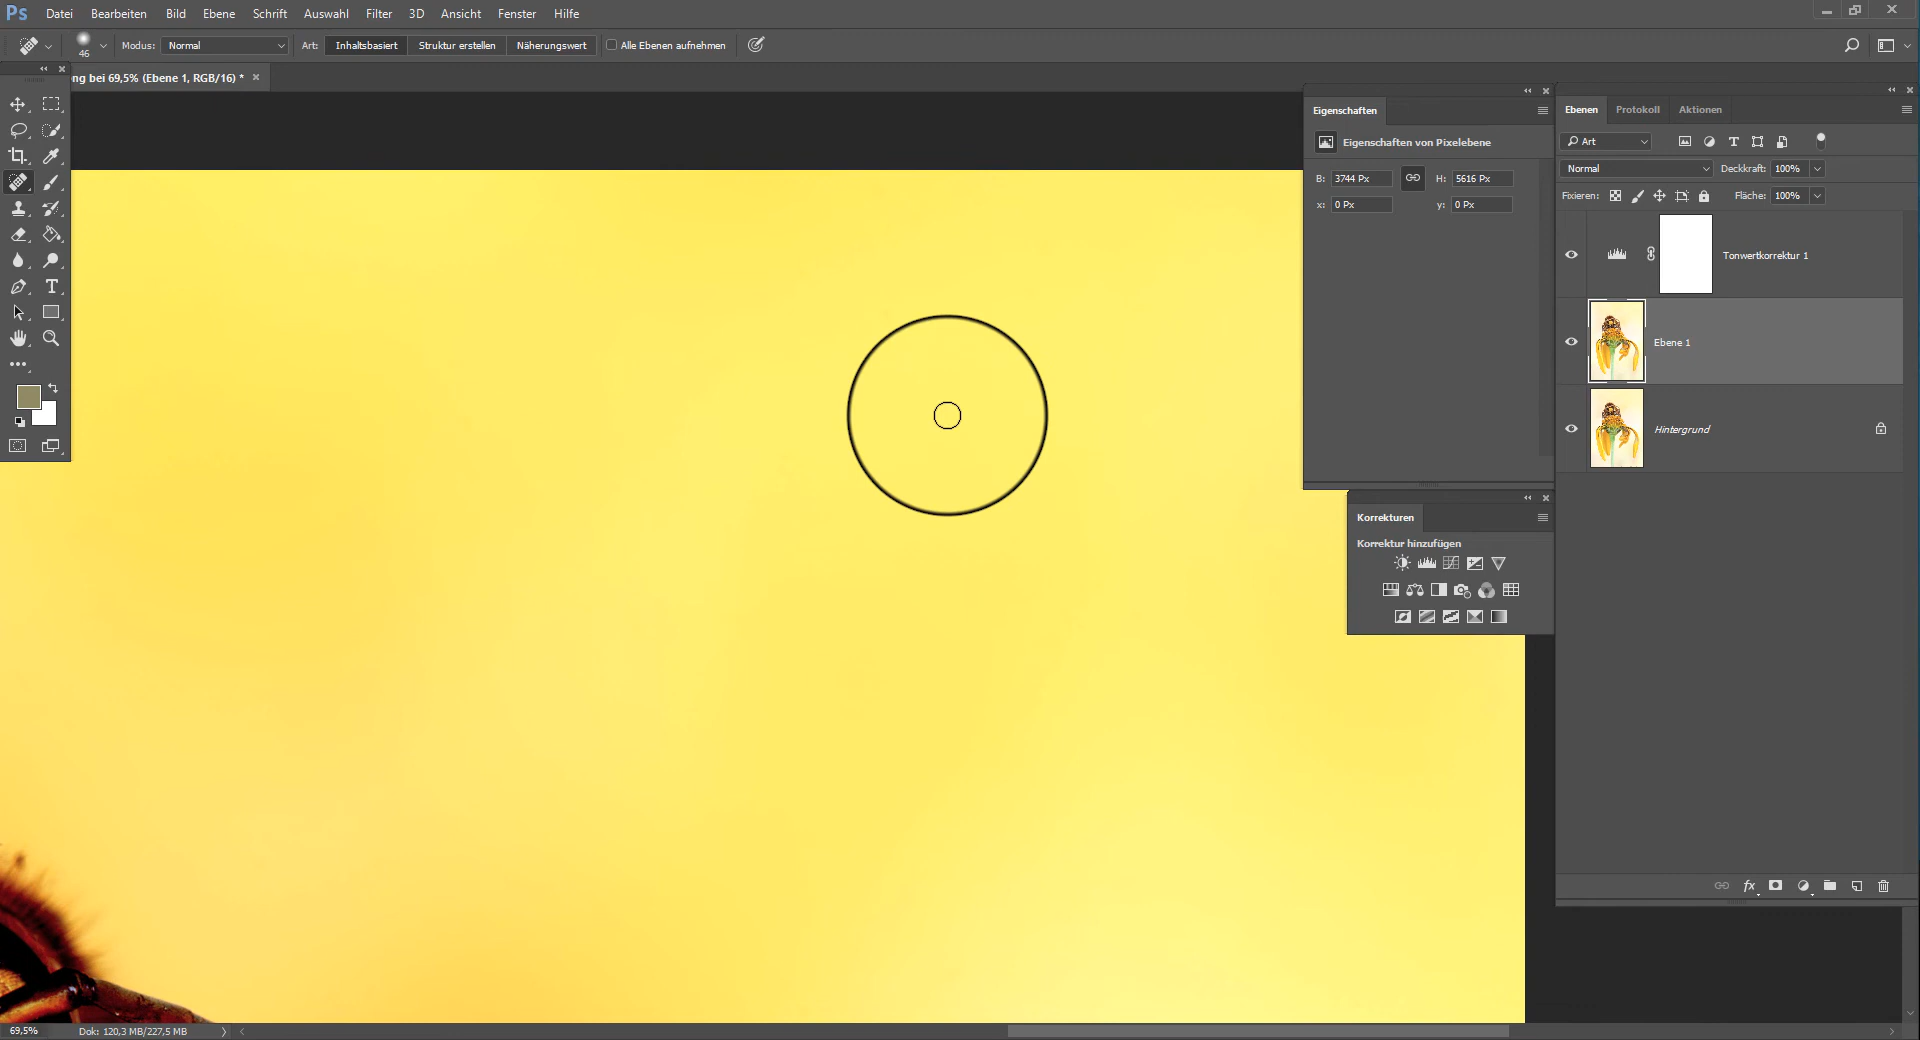 Ps Datei Bearbeiten Bild Ebene Schrift Auswahl Filter 3D Ansicht Fenster Hilfe
46 Modus: Normal Art: Inhaltsbasiert Struktur erstellen Näherungswert Alle Ebenen aufnehmen
ng bei 69,5% (Ebene 1, RGB/16) *
Eigenschaften
Eigenschaften von Pixelebene
B: 3744 Px H: 5616 Px
x: 0 Px y: 0 Px
Korrekturen
Korrektur hinzufügen
Ebenen Protokoll Aktionen
Art
Normal Deckkraft: 100%
Fixieren: Fläche: 100%
Tonwertkorrektur 1
Ebene 1
Hintergrund
fx
69,5% Dok: 120,3 MB/227,5 MB